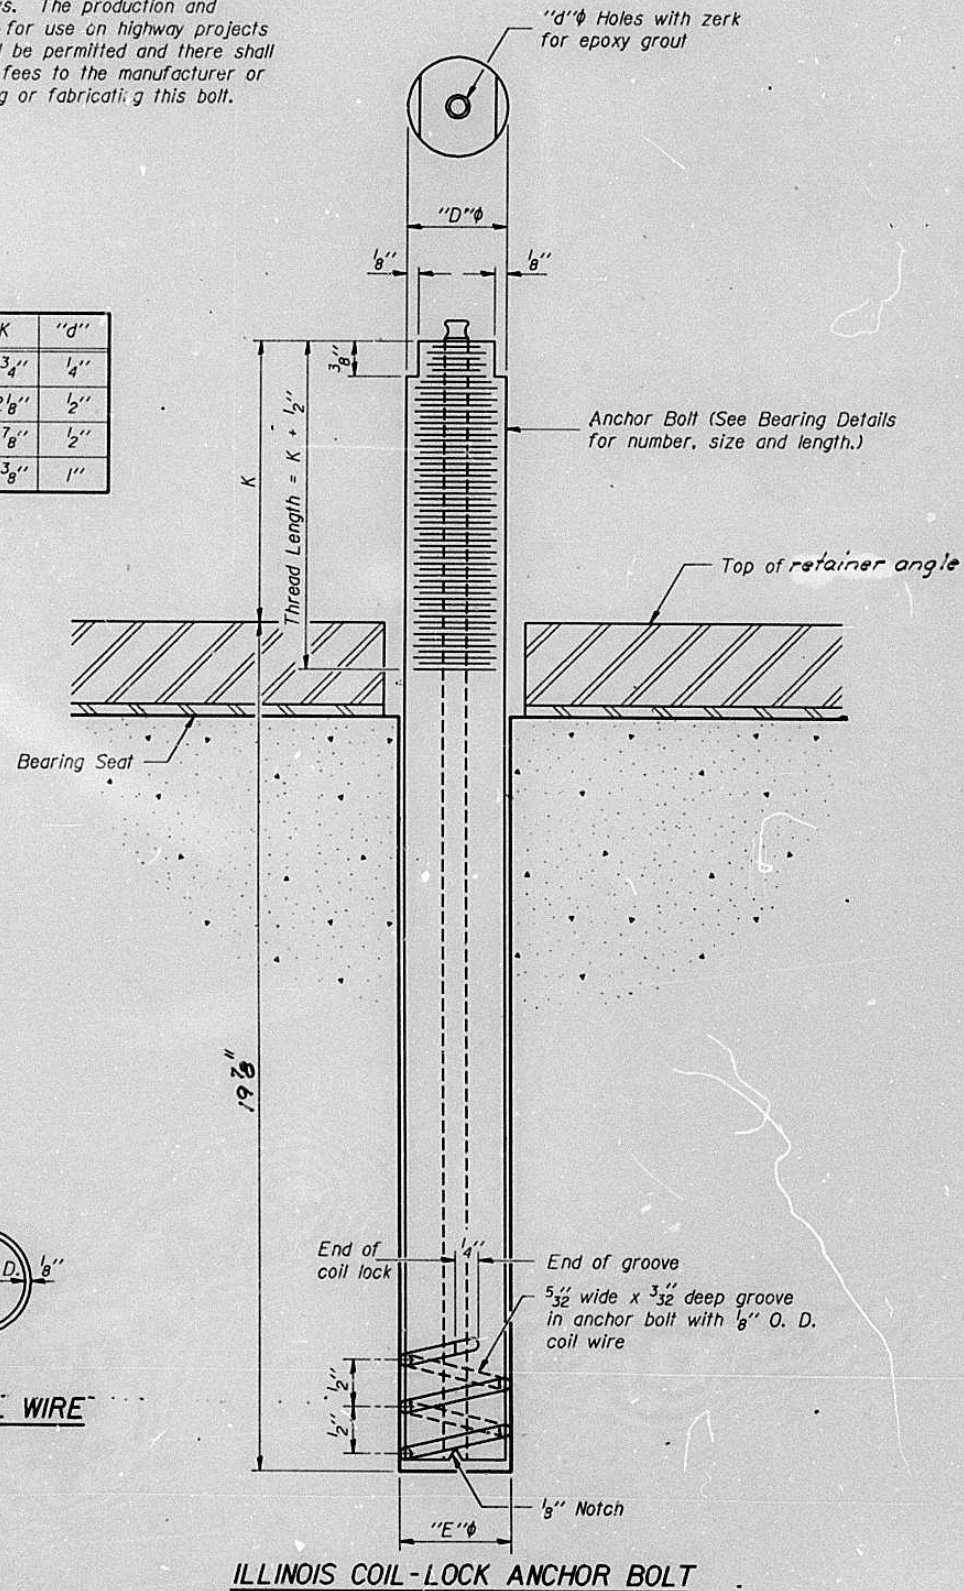 The production and
for use on highway projects
be permitted and there shall
fees to the manufacturer or
or fabricating this bolt.
"d"ϕ Holes with zerk
for epoxy grout
"D"ϕ
1/8" 1/8"
K "d"
3/4" 1/4"
1/8" 1/2"
7/8" 1/2"
3/8" 1"
3/8"
K
Thread Length = K + 1/2"
Anchor Bolt (See Bearing Details
for number, size and length.)
Top of retainer angle
Bearing Seat
End of
coil lock
1/4"
End of groove
5/32" wide x 3/32" deep groove
in anchor bolt with 1/8" O. D.
coil wire
D. 1/8"
WIRE
1/2"
1/2"
1/8" Notch
"E"ϕ
ILLINOIS COIL-LOCK ANCHOR BOLT